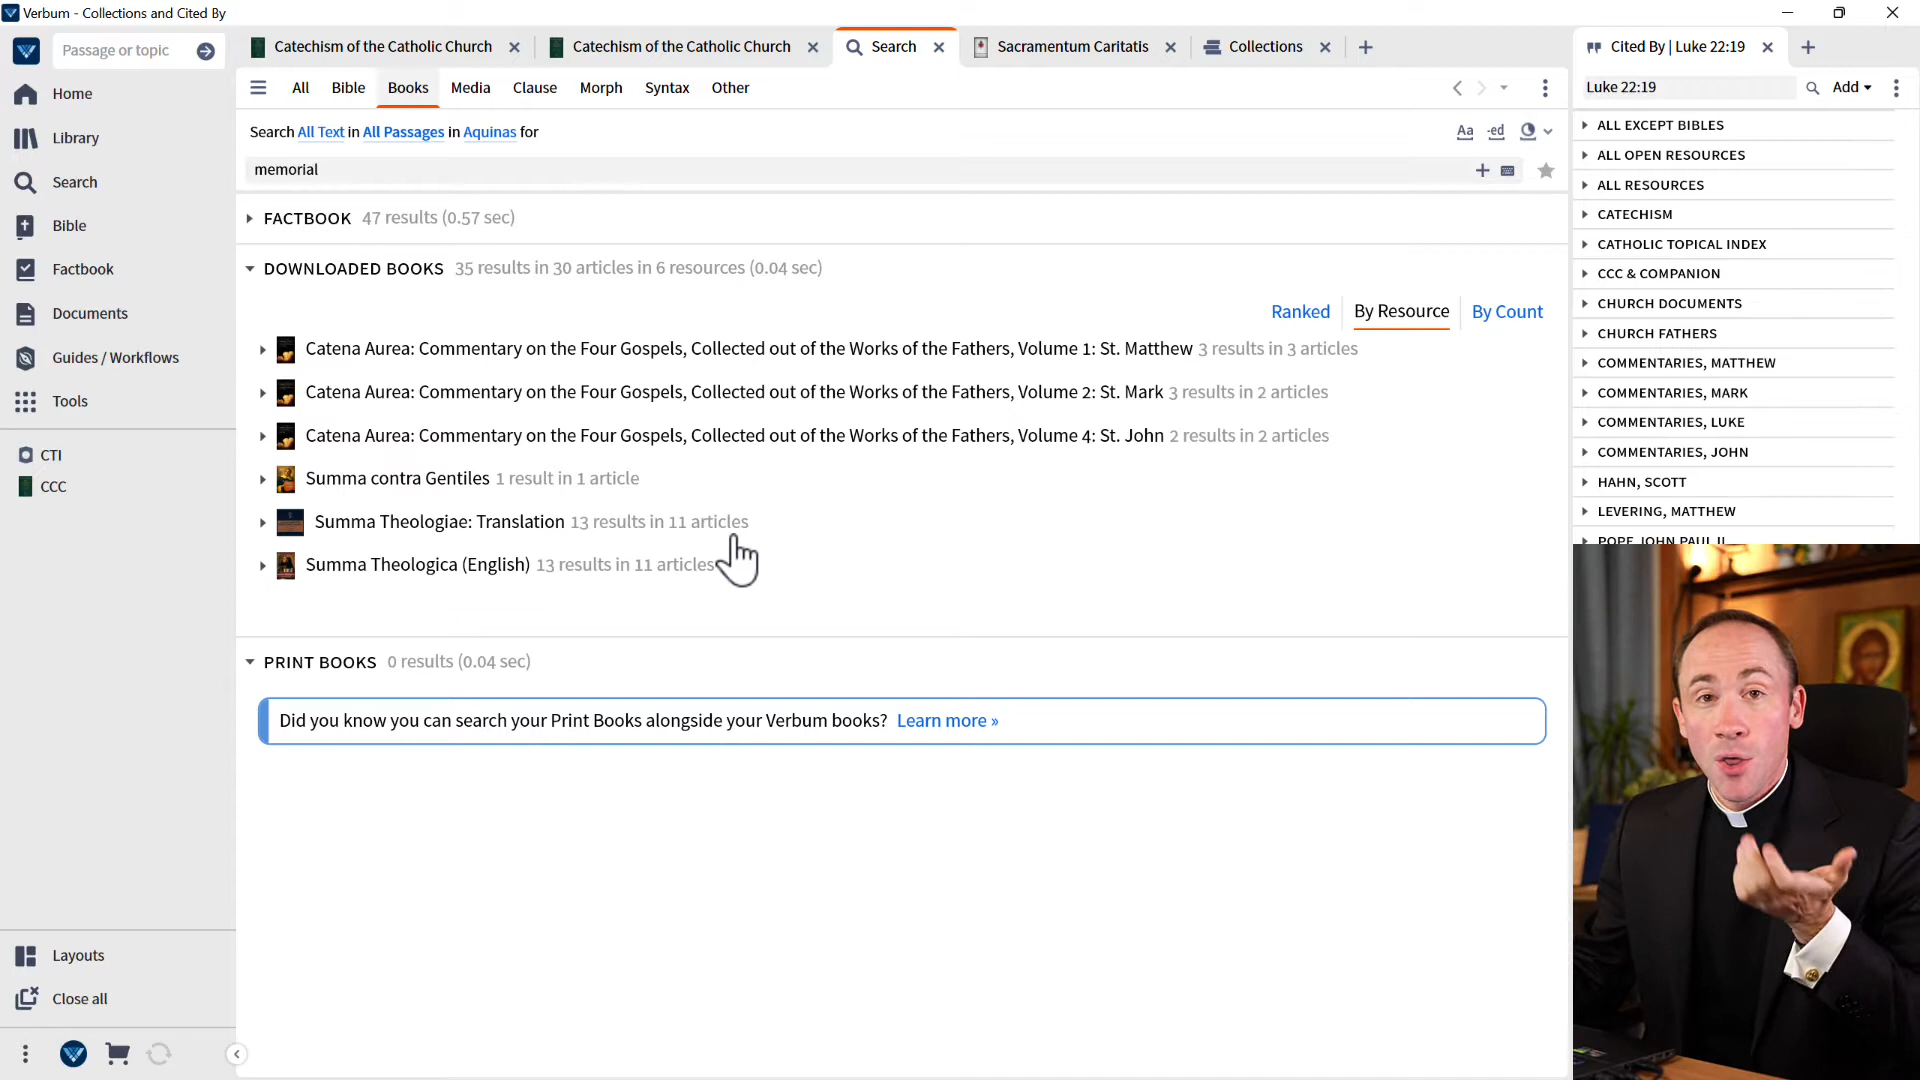 Verbum - Collections and Cited By
Passage or topic
Home
Library
Search
Bible
Factbook
Documents
Guides / Workflows
Tools
CTI
CCC
Layouts
Close all
Catechism of the Catholic Church
Catechism of the Catholic Church
Search
Sacramentum Caritatis
Collections
All Bible Books Media Clause Morph Syntax Other
Search All Text in All Passages in Aquinas for
Aa -ed
memorial
FACTBOOK 47 results (0.57 sec)
DOWNLOADED BOOKS 35 results in 30 articles in 6 resources (0.04 sec)
Ranked By Resource By Count
Catena Aurea: Commentary on the Four Gospels, Collected out of the Works of the Fathers, Volume 1: St. Matthew 3 results in 3 articles
Catena Aurea: Commentary on the Four Gospels, Collected out of the Works of the Fathers, Volume 2: St. Mark 3 results in 2 articles
Catena Aurea: Commentary on the Four Gospels, Collected out of the Works of the Fathers, Volume 4: St. John 2 results in 2 articles
Summa contra Gentiles 1 result in 1 article
Summa Theologiae: Translation 13 results in 11 articles
Summa Theologica (English) 13 results in 11 articles
PRINT BOOKS 0 results (0.04 sec)
Did you know you can search your Print Books alongside your Verbum books? Learn more »
Cited By | Luke 22:19
Luke 22:19
Add
ALL EXCEPT BIBLES
ALL OPEN RESOURCES
ALL RESOURCES
CATECHISM
CATHOLIC TOPICAL INDEX
CCC & COMPANION
CHURCH DOCUMENTS
CHURCH FATHERS
COMMENTARIES, MATTHEW
COMMENTARIES, MARK
COMMENTARIES, LUKE
COMMENTARIES, JOHN
HAHN, SCOTT
LEVERING, MATTHEW
POPE JOHN PAUL II